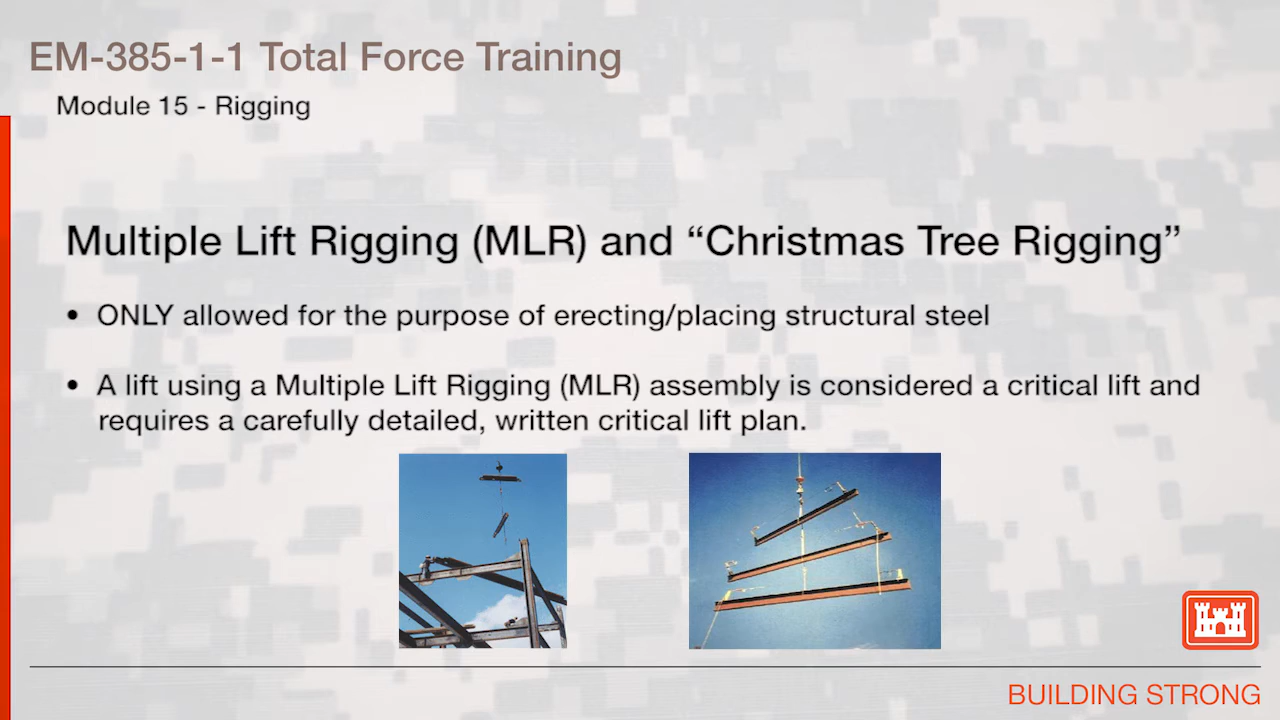 EM-385-1-1 Total Force Training
Module 15 - Rigging
Multiple Lift Rigging (MLR) and “Christmas Tree Rigging”
• ONLY allowed for the purpose of erecting/placing structural steel
• A lift using a Multiple Lift Rigging (MLR) assembly is considered a critical lift and
requires a carefully detailed, written critical lift plan.
BUILDING STRONG